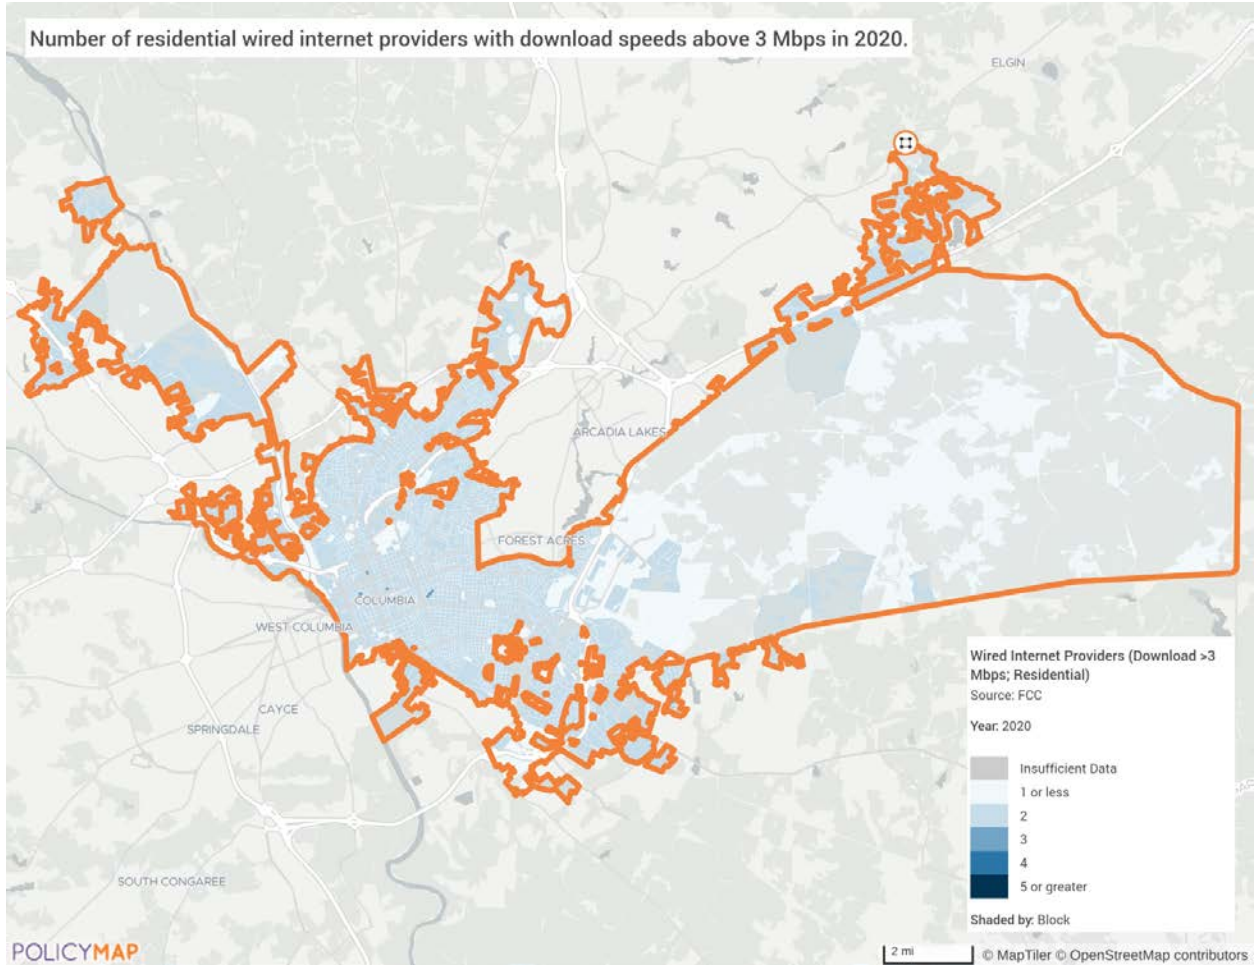 Number of residential wired internet providers with download speeds above 3 Mbps in 2020.
ELGIN
ARCADIA LAKES
FOREST ACRES
COLUMBIA
WEST COLUMBIA
CAYCE
SPRINGDALE
SOUTH CONGAREE
Wired Internet Providers (Download >3
Mbps; Residential)
Source: FCC
Year: 2020
Insufficient Data
1 or less
2
3
4
5 or greater
Shaded by: Block
POLICYMAP
2 mi
© MapTiler © OpenStreetMap contributors